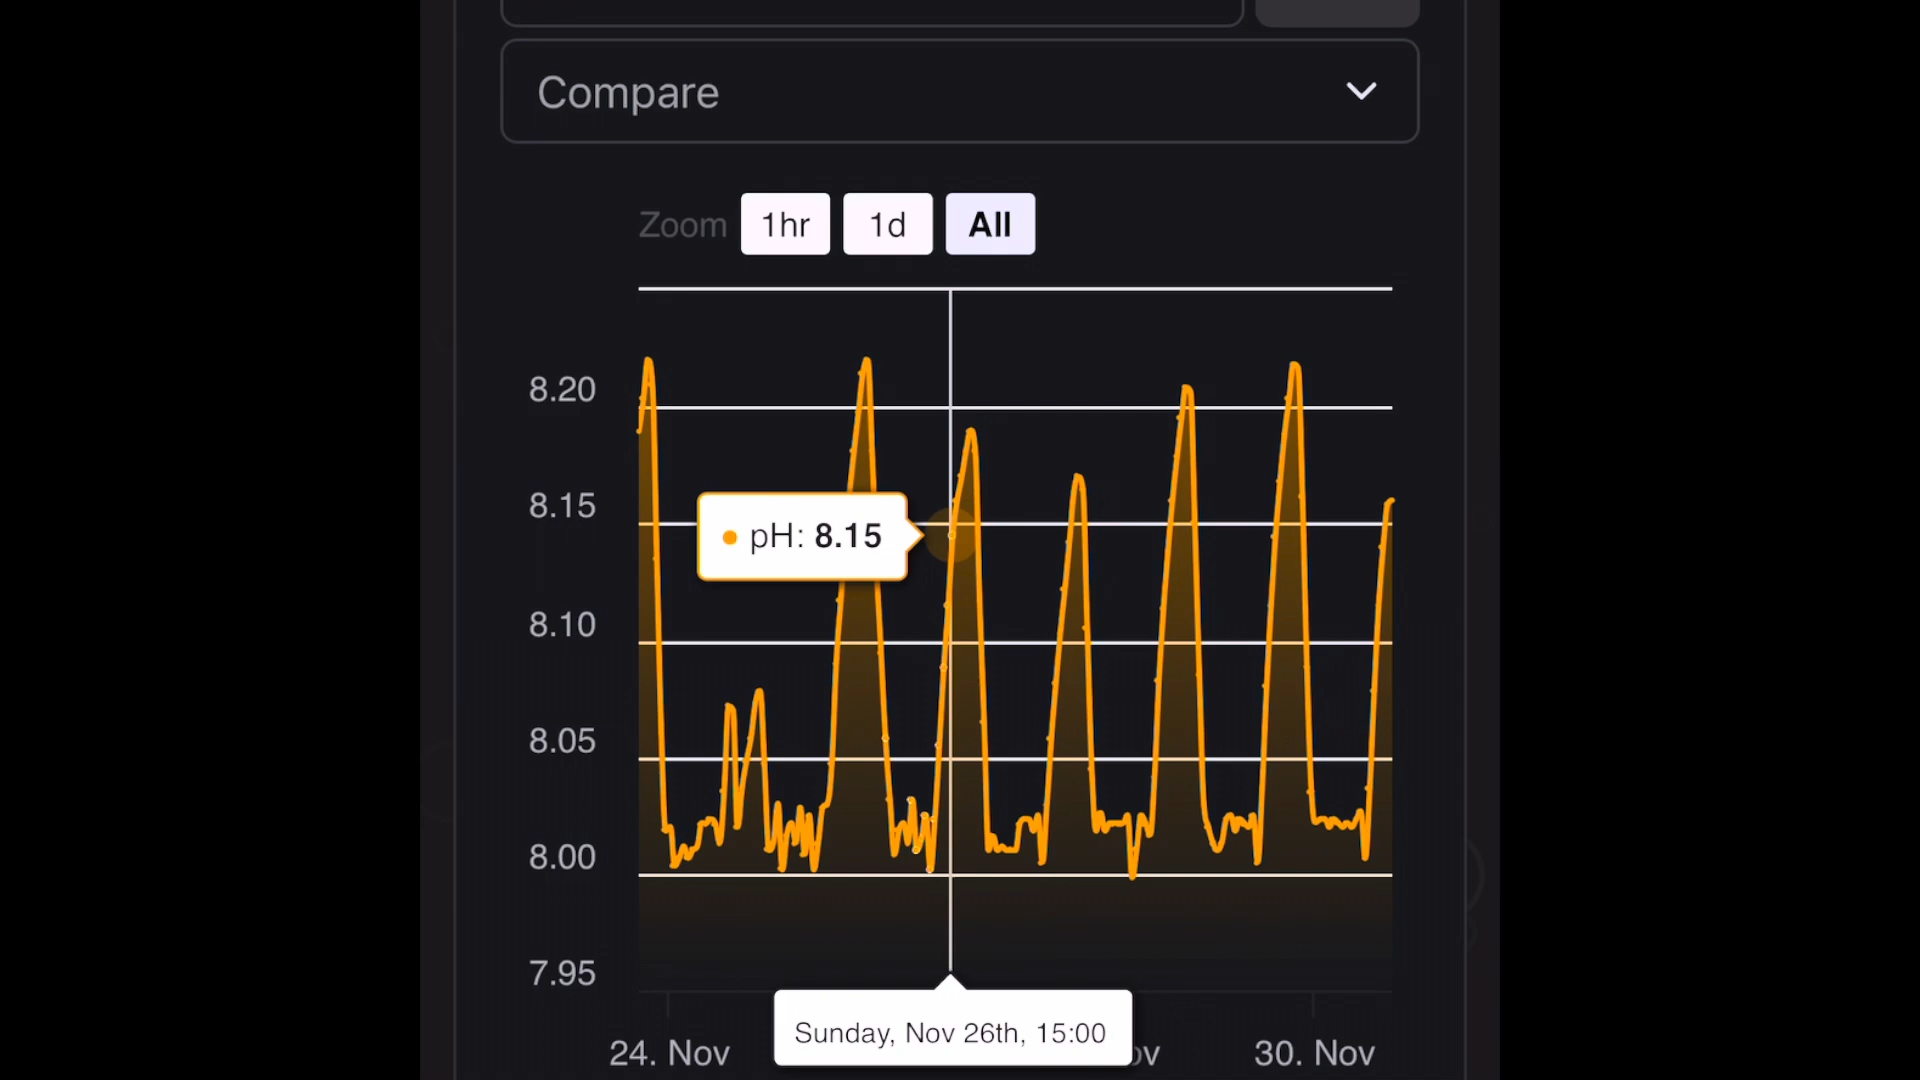 Compare
Zoom 1hr 1d All
8.20
8.15
pH: 8.15
8.10
8.05
8.00
7.95
Sunday, Nov 26th, 15:00
24. Nov ov 30. Nov